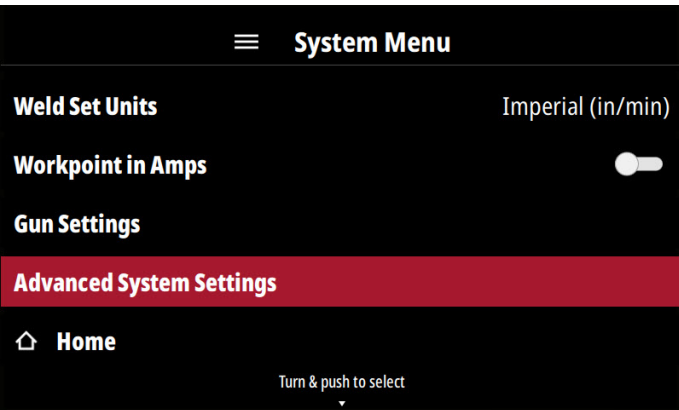 System Menu
Weld Set Units Imperial (in/min)
Workpoint in Amps
Gun Settings
Advanced System Settings
Home
Turn & push to select